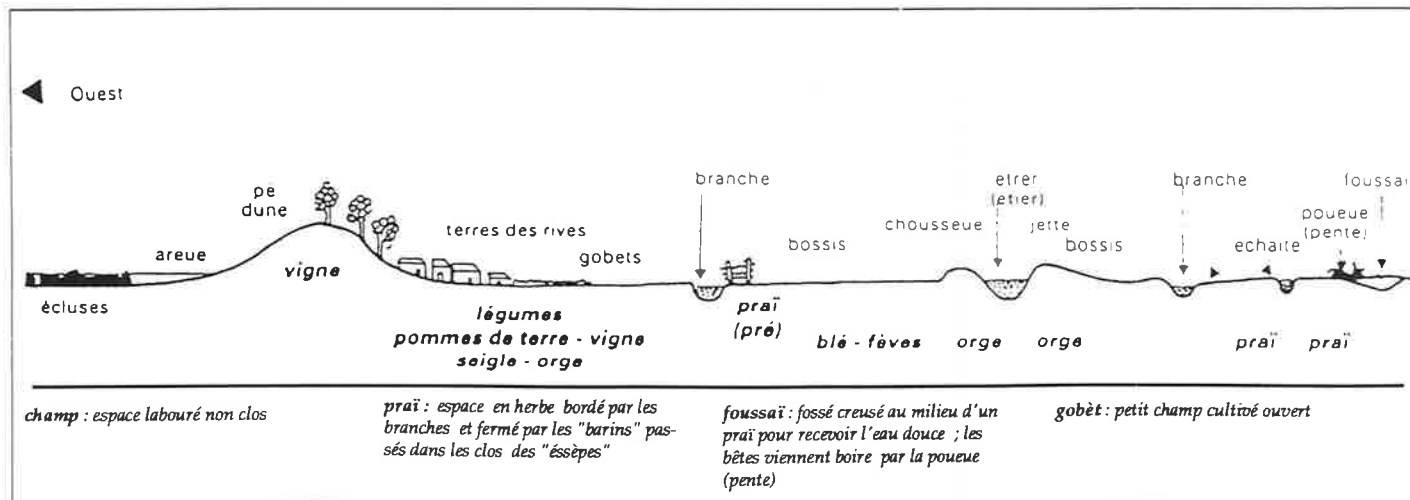 Ouest
pé
dune
areue
écluses
vigne
terres des rives
gobets
légumes
pommes de terre - vigne
seigle - orge
branche
praï
(pré)
bossis
blé - fèves
chousseue
etrer
(etier)
jette
bossis
orge
orge
branche
echaite
foussaï
poueue
(pente)
praï
praï
champ : espace labouré non clos
praï : espace en herbe bordé par les
branches et fermé par les "barins" pas-
sés dans les clos des "éssèpes"
foussaï : fossé creusé au milieu d'un
praï pour recevoir l'eau douce ; les
bêtes viennent boire par la poueue
(pente)
gobèt : petit champ cultivé ouvert